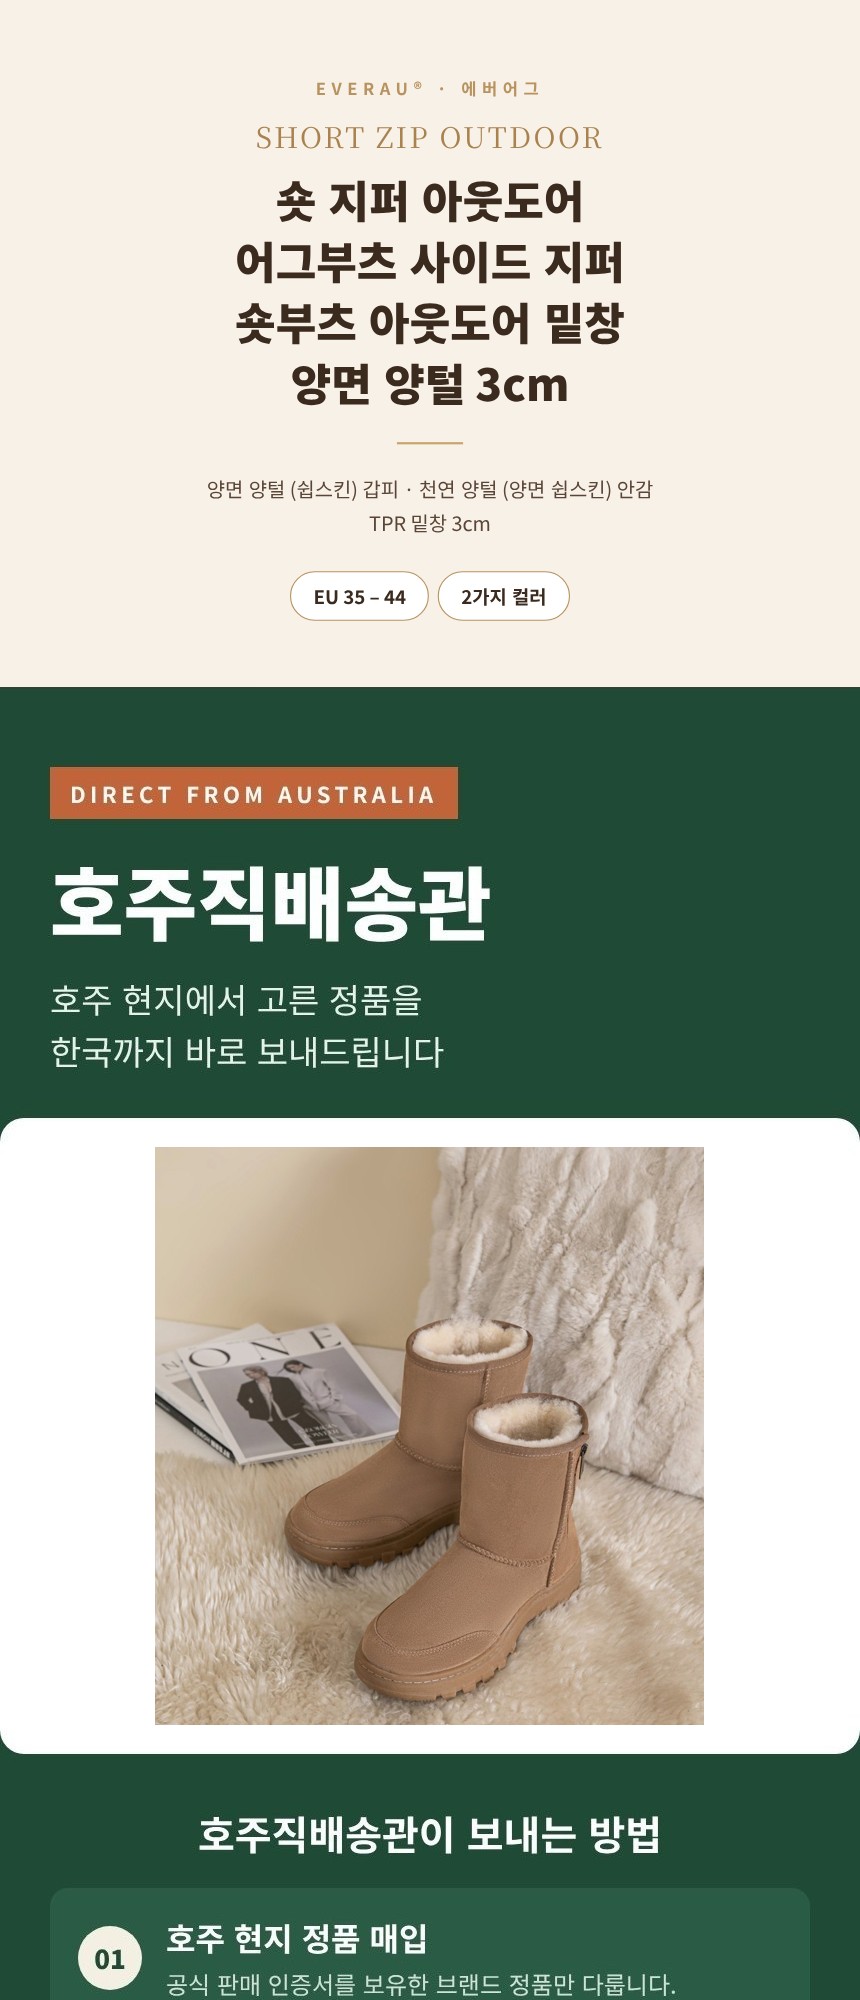 EVERAU® · 에버어그
SHORT ZIP OUTDOOR
숏 지퍼 아웃도어
어그부츠 사이드 지퍼
숏부츠 아웃도어 밑창
양면 양털 3cm
양면 양털 (쉽스킨) 갑피 · 천연 양털 (양면 쉽스킨) 안감
TPR 밑창 3cm
EU 35 – 44
2가지 컬러
DIRECT FROM AUSTRALIA
호주직배송관
호주 현지에서 고른 정품을
한국까지 바로 보내드립니다
ONE
호주직배송관이 보내는 방법
01
호주 현지 정품 매입
공식 판매 인증서를 보유한 브랜드 정품만 다룹니다.